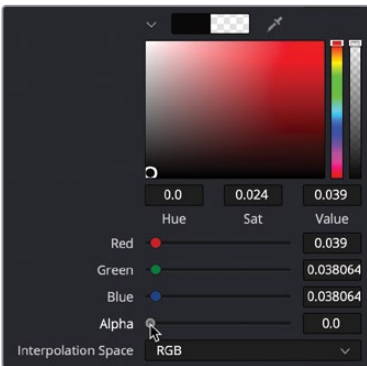 0.0 0.024 0.039
Hue Sat Value
Red 0.039
Green 0.038064
Blue 0.038064
Alpha 0.0
Interpolation Space RGB